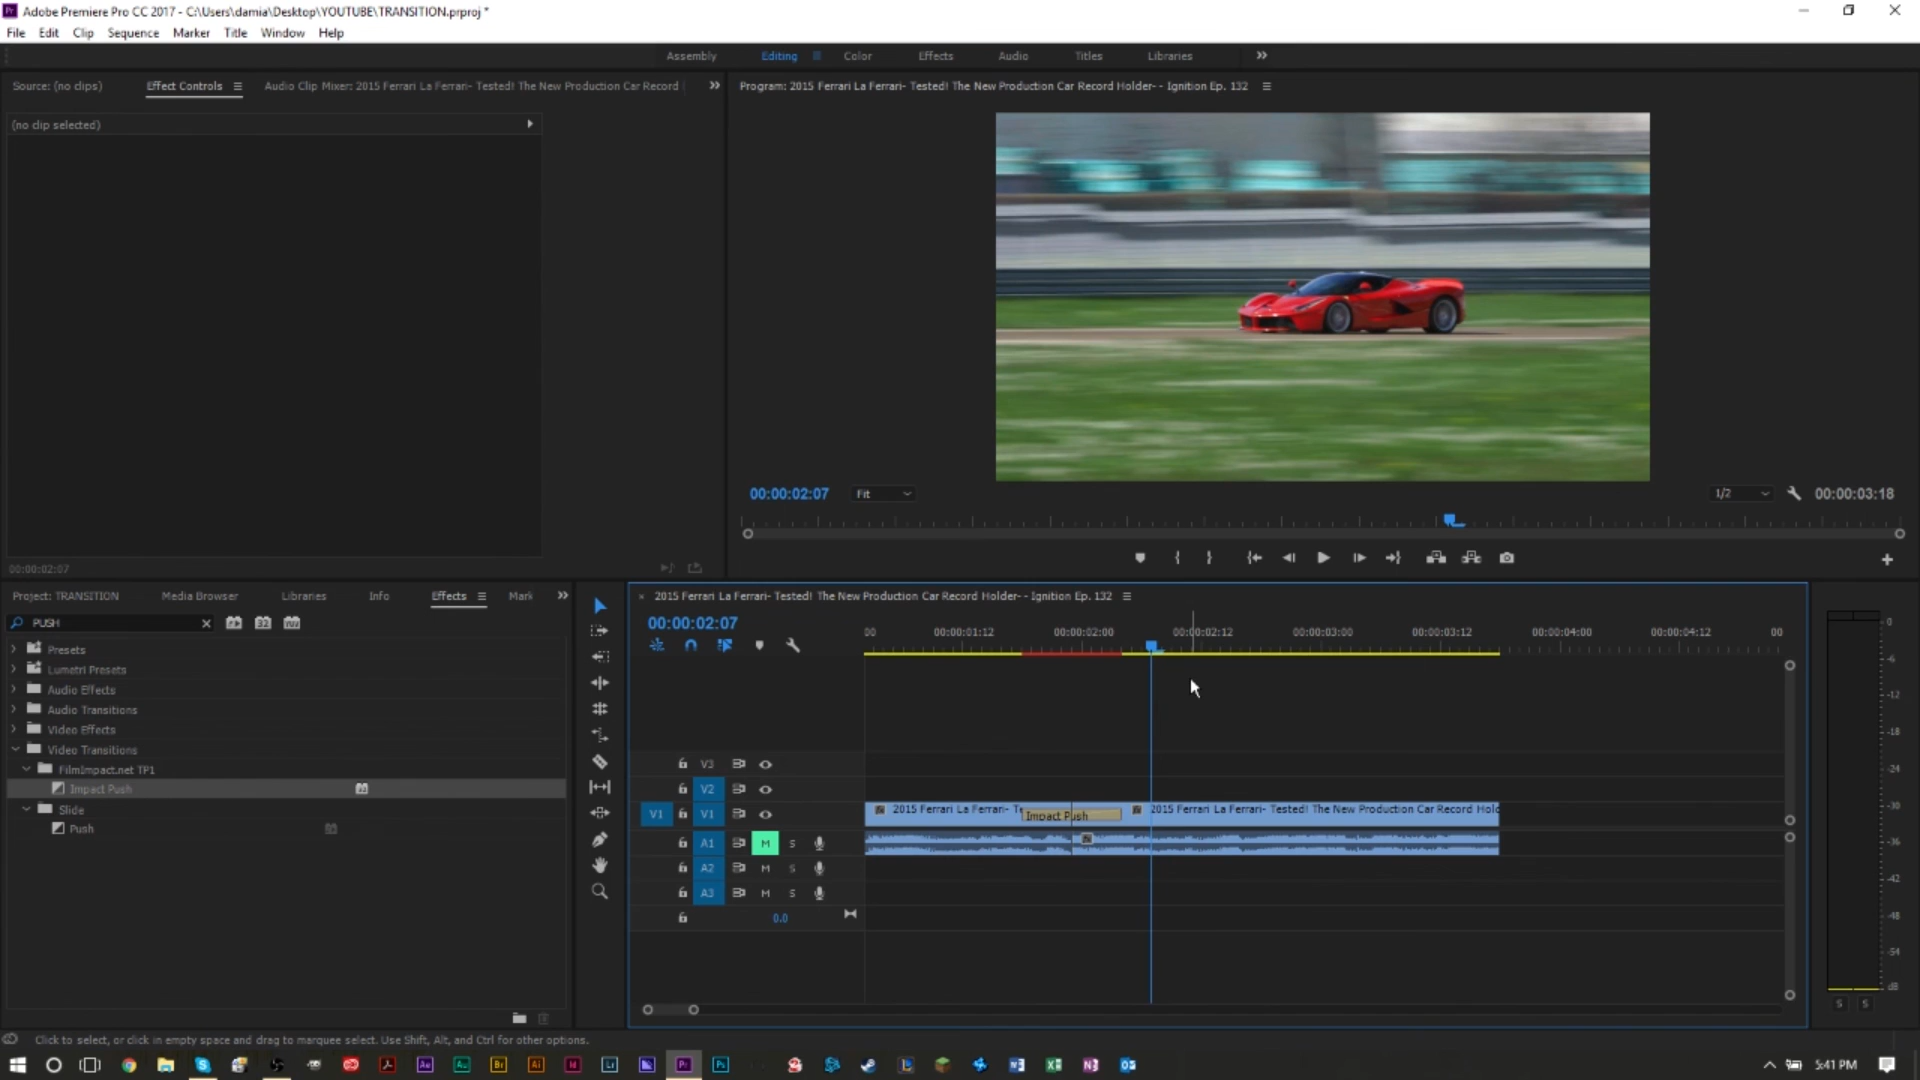 Adobe Premiere Pro CC 2017 - C:\Users\damia\Desktop\YOUTUBE\TRANSITION.prproj *
File Edit Clip Sequence Marker Title Window Help
Assembly Editing Color Effects Audio Titles Libraries
Source: (no clips) Effect Controls Audio Clip Mixer: 2015 Ferrari La Ferrari- Tested! The New Production Car Record
Program: 2015 Ferrari La Ferrari- Tested! The New Production Car Record Holder- - Ignition Ep. 132
(no clip selected)
00:00:02:07 Fit 1/2 00:00:03:18
00:00:02:07
Project: TRANSITION Media Browser Libraries Info Effects Mark
2015 Ferrari La Ferrari- Tested! The New Production Car Record Holder- - Ignition Ep. 132
PUSH
00:00:02:07
00 00:00:01:12 00:00:02:00 00:00:02:12 00:00:03:00 00:00:03:12 00:00:04:00 00:00:04:12 00
Presets
Lumetri Presets
Audio Effects
Audio Transitions
Video Effects
Video Transitions
FilmImpact.net TP1
Impact Push
Slide
Push
V3
V2
V1 V1 2015 Ferrari La Ferrari- Te Impact Push 2015 Ferrari La Ferrari- Tested! The New Production Car Record Hold
A1 M S
A2 M S
A3 M S
0.0
0
-6
-12
-18
-24
-30
-36
-42
-48
-54
dB
S S
Click to select, or click in empty space and drag to marquee select. Use Shift, Alt, and Ctrl for other options.
Ae Au Br Ai Id Lr Pr Ps
5:41 PM